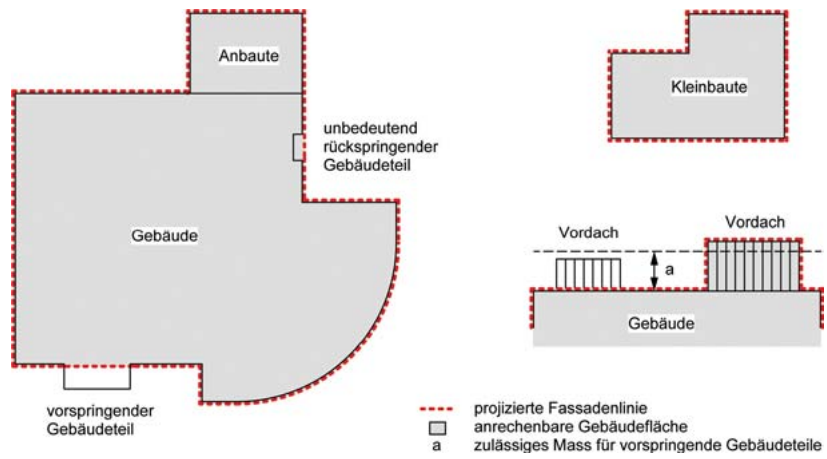 Anbaute
Kleinbaute
unbedeutend
rückspringender
Gebäudeteil
Gebäude
Vordach
Vordach
a
Gebäude
vorspringender
Gebäudeteil
projizierte Fassadenlinie
anrechenbare Gebäudefläche
a zulässiges Mass für vorspringende Gebäudeteile